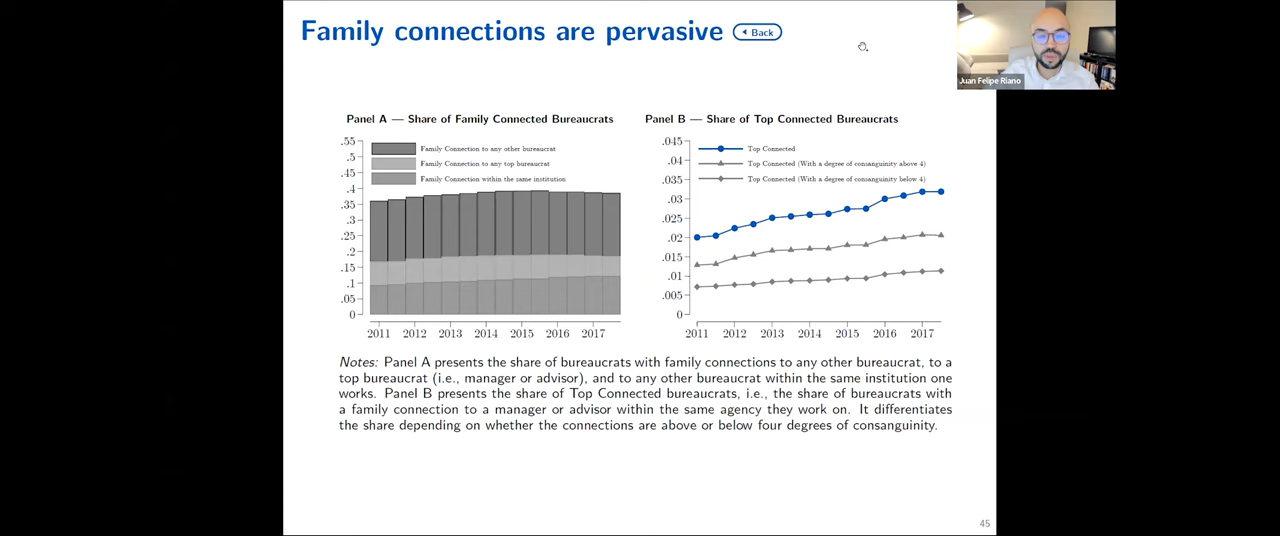 Family connections are pervasive
Back
Juan Felipe Riano
Panel A — Share of Family Connected Bureaucrats
.55
.5
.45
.4
.35
.3
.25
.2
.15
.1
.05
0
Family Connection to any other bureaucrat
Family Connection to any top bureaucrat
Family Connection within the same institution
2011 2012 2013 2014 2015 2016 2017
Panel B — Share of Top Connected Bureaucrats
.045
.04
.035
.03
.025
.02
.015
.01
.005
0
Top Connected
Top Connected (With a degree of consanguinity above 4)
Top Connected (With a degree of consanguinity below 4)
2011 2012 2013 2014 2015 2016 2017
Notes: Panel A presents the share of bureaucrats with family connections to any other bureaucrat, to a
top bureaucrat (i.e., manager or advisor), and to any other bureaucrat within the same institution one
works. Panel B presents the share of Top Connected bureaucrats, i.e., the share of bureaucrats with
a family connection to a manager or advisor within the same agency they work on. It differentiates
the share depending on whether the connections are above or below four degrees of consanguinity.
45